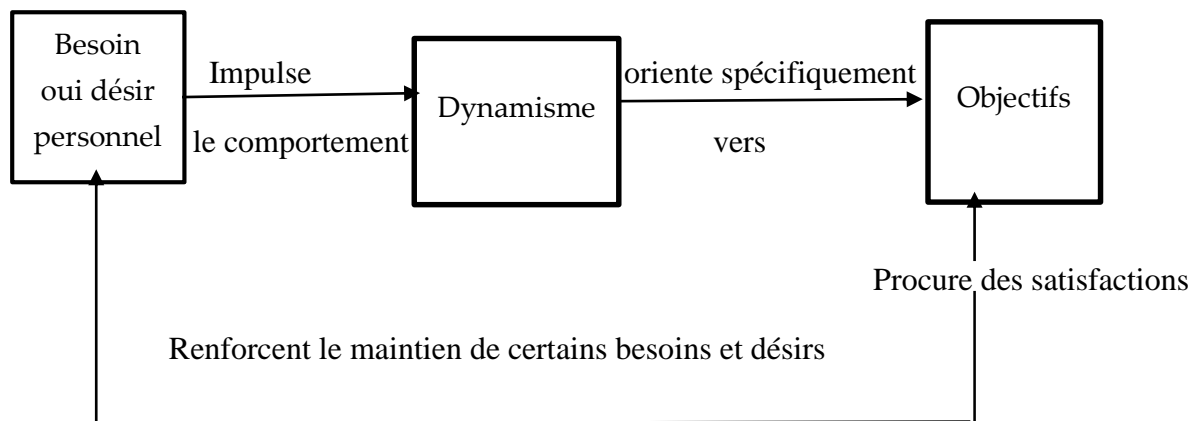 Besoin
oui désir
personnel
Impulse
le comportement
Dynamisme
oriente spécifiquement
vers
Objectifs
Procure des satisfactions
Renforcent le maintien de certains besoins et désirs